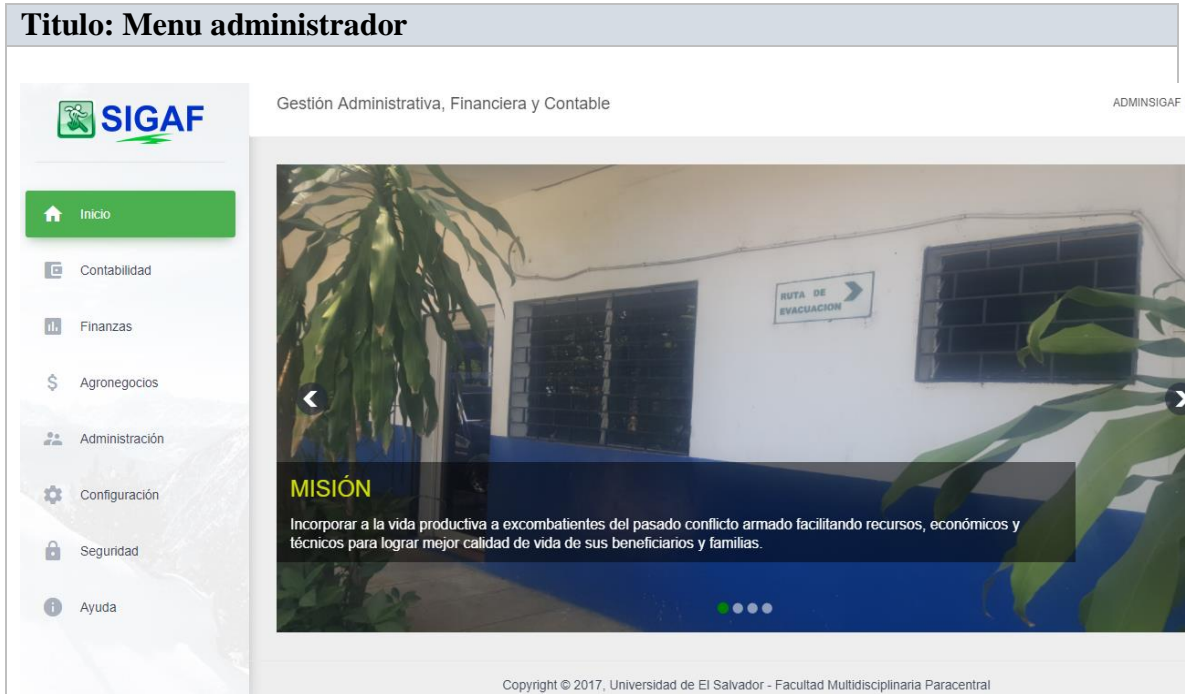 Titulo: Menu administrador
SIGAF
Gestión Administrativa, Financiera y Contable
ADMINSIGAF
Inicio
Contabilidad
Finanzas
Agronegocios
Administración
Configuración
Seguridad
Ayuda
RUTA DE
EVACUACION
MISIÓN
Incorporar a la vida productiva a excombatientes del pasado conflicto armado facilitando recursos, económicos y
técnicos para lograr mejor calidad de vida de sus beneficiarios y familias.
Copyright © 2017, Universidad de El Salvador - Facultad Multidisciplinaria Paracentral